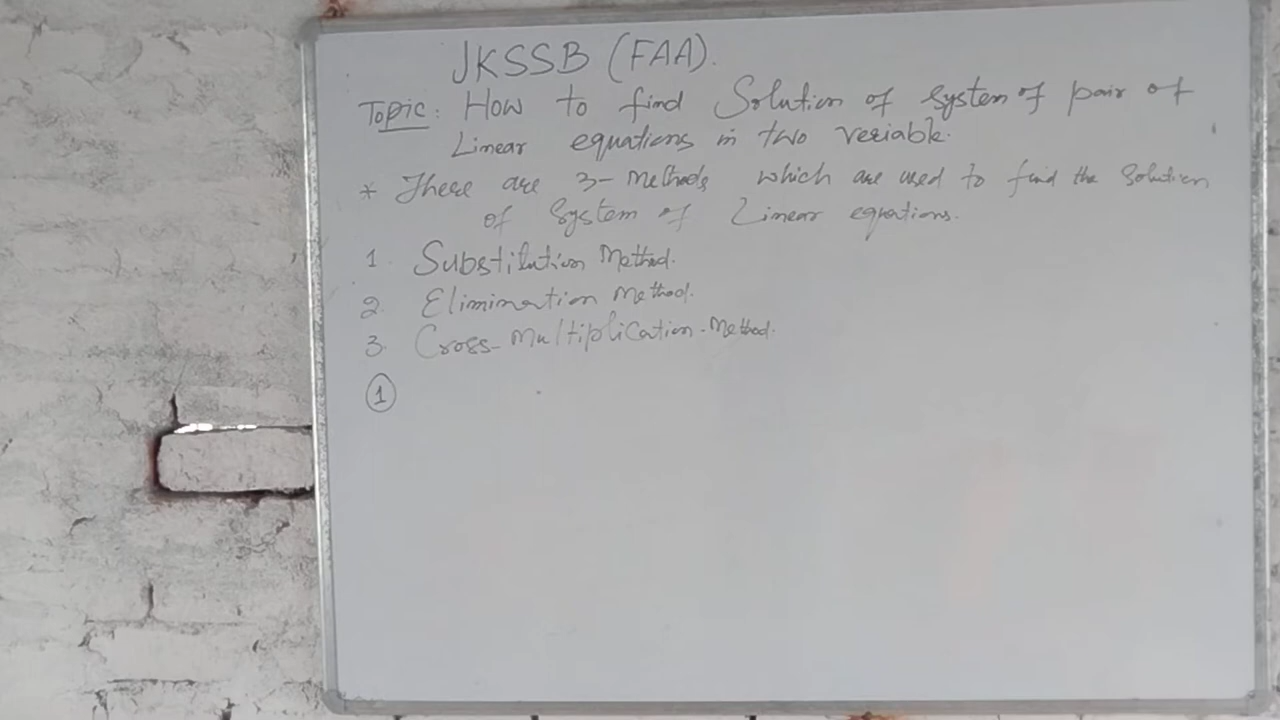 JKSSB (FAA).
Topic: How to find Solution of System of pair of
Linear equations in two veriable.
* There are 3-methods which are used to find the Solution
of System of Linear equations.
1. Substitution Method.
2. Elimination Method.
3. Cross-Multiplication-Method.
1